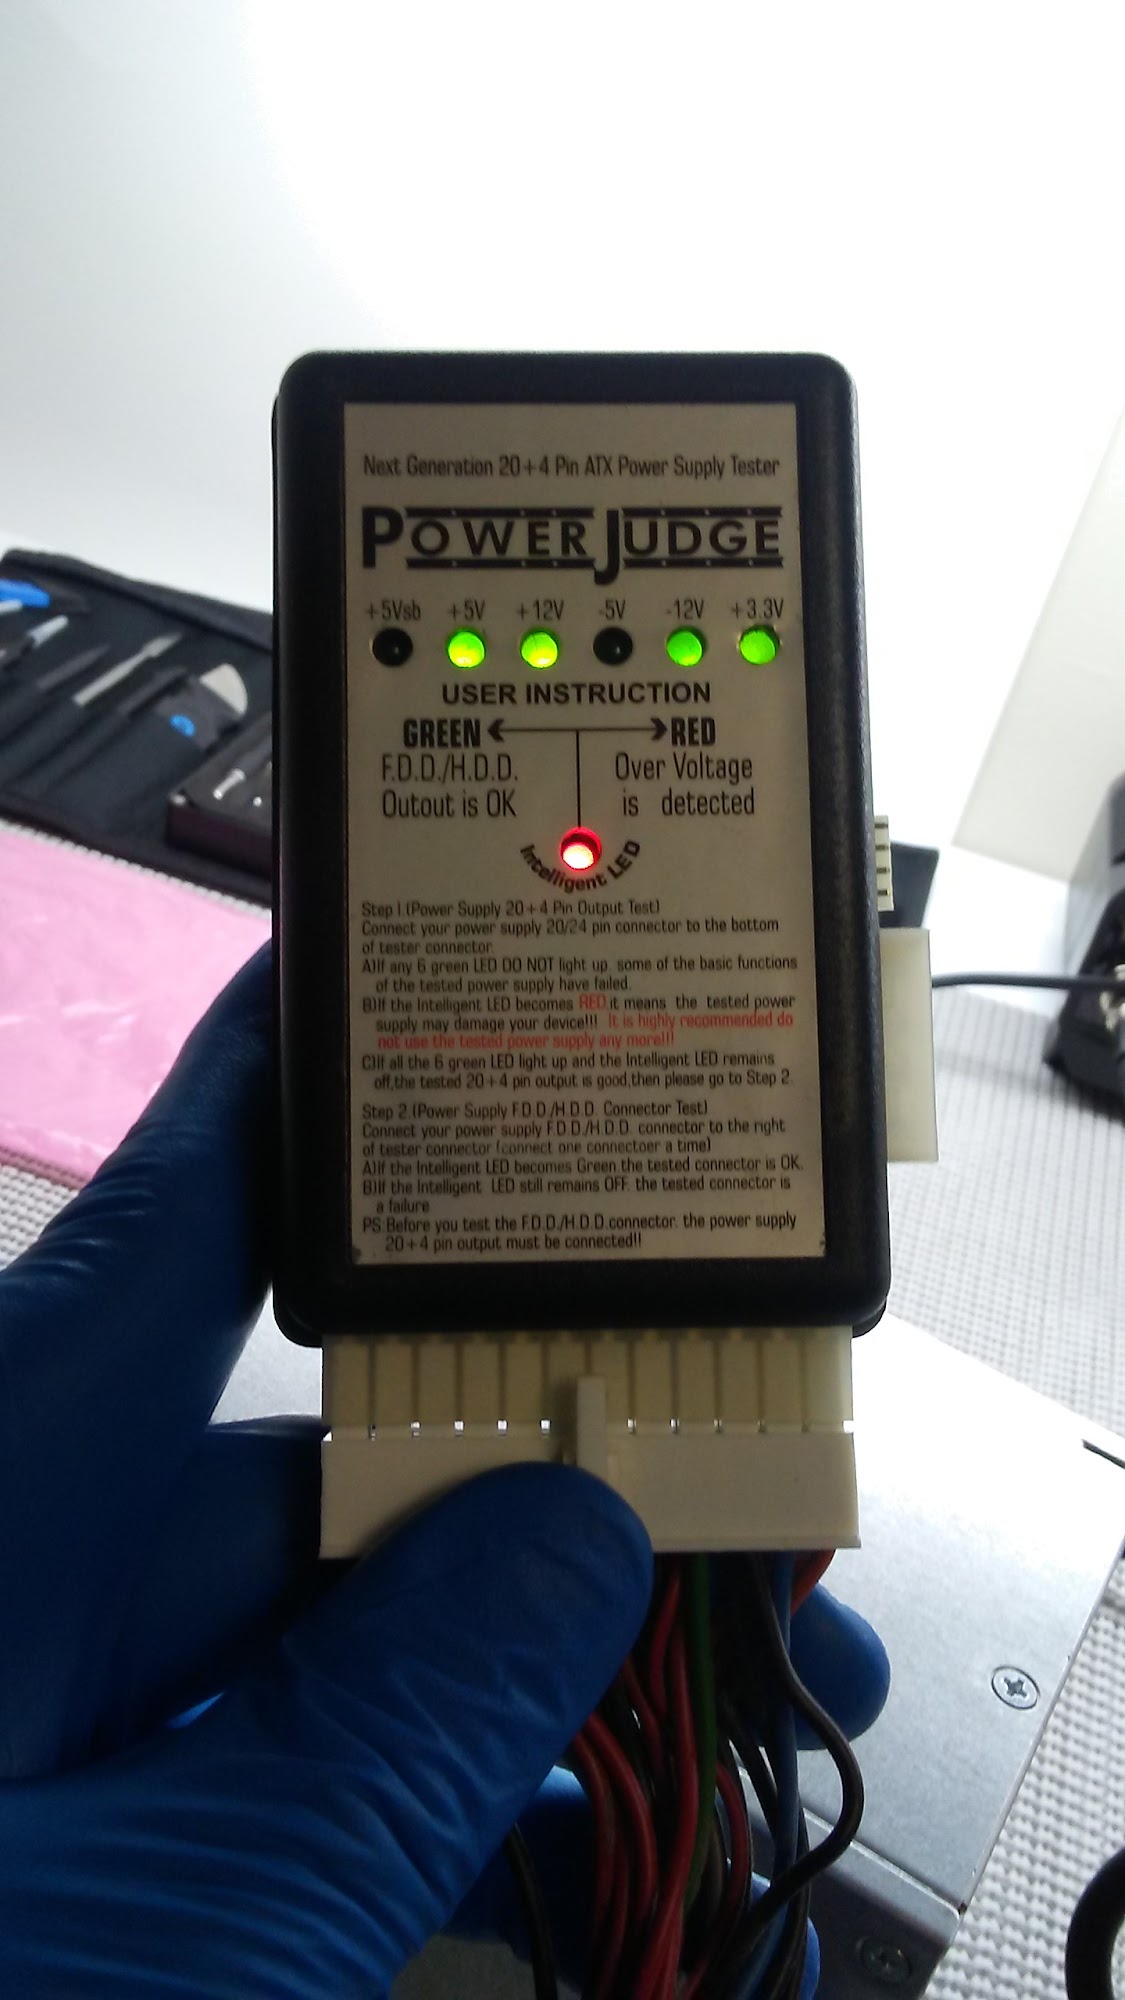 Next Generation 20+4 Pin ATX Power Supply Tester
POWER JUDGE
+5Vsb +5V +12V -5V -12V +3.3V
USER INSTRUCTION
GREEN RED
F.D.D./H.D.D. Over Voltage
Outout is OK is detected
Intelligent LED
Step 1.(Power Supply 20+4 Pin Output Test)
Connect your power supply 20/24 pin connector to the bottom
of tester connector.
A)If any 6 green LED DO NOT light up, some of the basic functions
of the tested power supply have failed.
B)If the Intelligent LED becomes RED,it means the tested power
supply may damage your device!!! It is highly recommended do
not use the tested power supply any more!!!
C)If all the 6 green LED light up and the Intelligent LED remains
off,the tested 20+4 pin output is good,then please go to Step 2.
Step 2.(Power Supply F.D.D./H.D.D. Connector Test)
Connect your power supply F.D.D./H.D.D. connector to the right
of tester connector (connect one connectoer a time)
A)If the Intelligent LED becomes Green the tested connector is OK.
B)If the Intelligent LED still remains OFF, the tested connector is
a failure
PS:Before you test the F.D.D./H.D.D.connector, the power supply
20+4 pin output must be connected!!